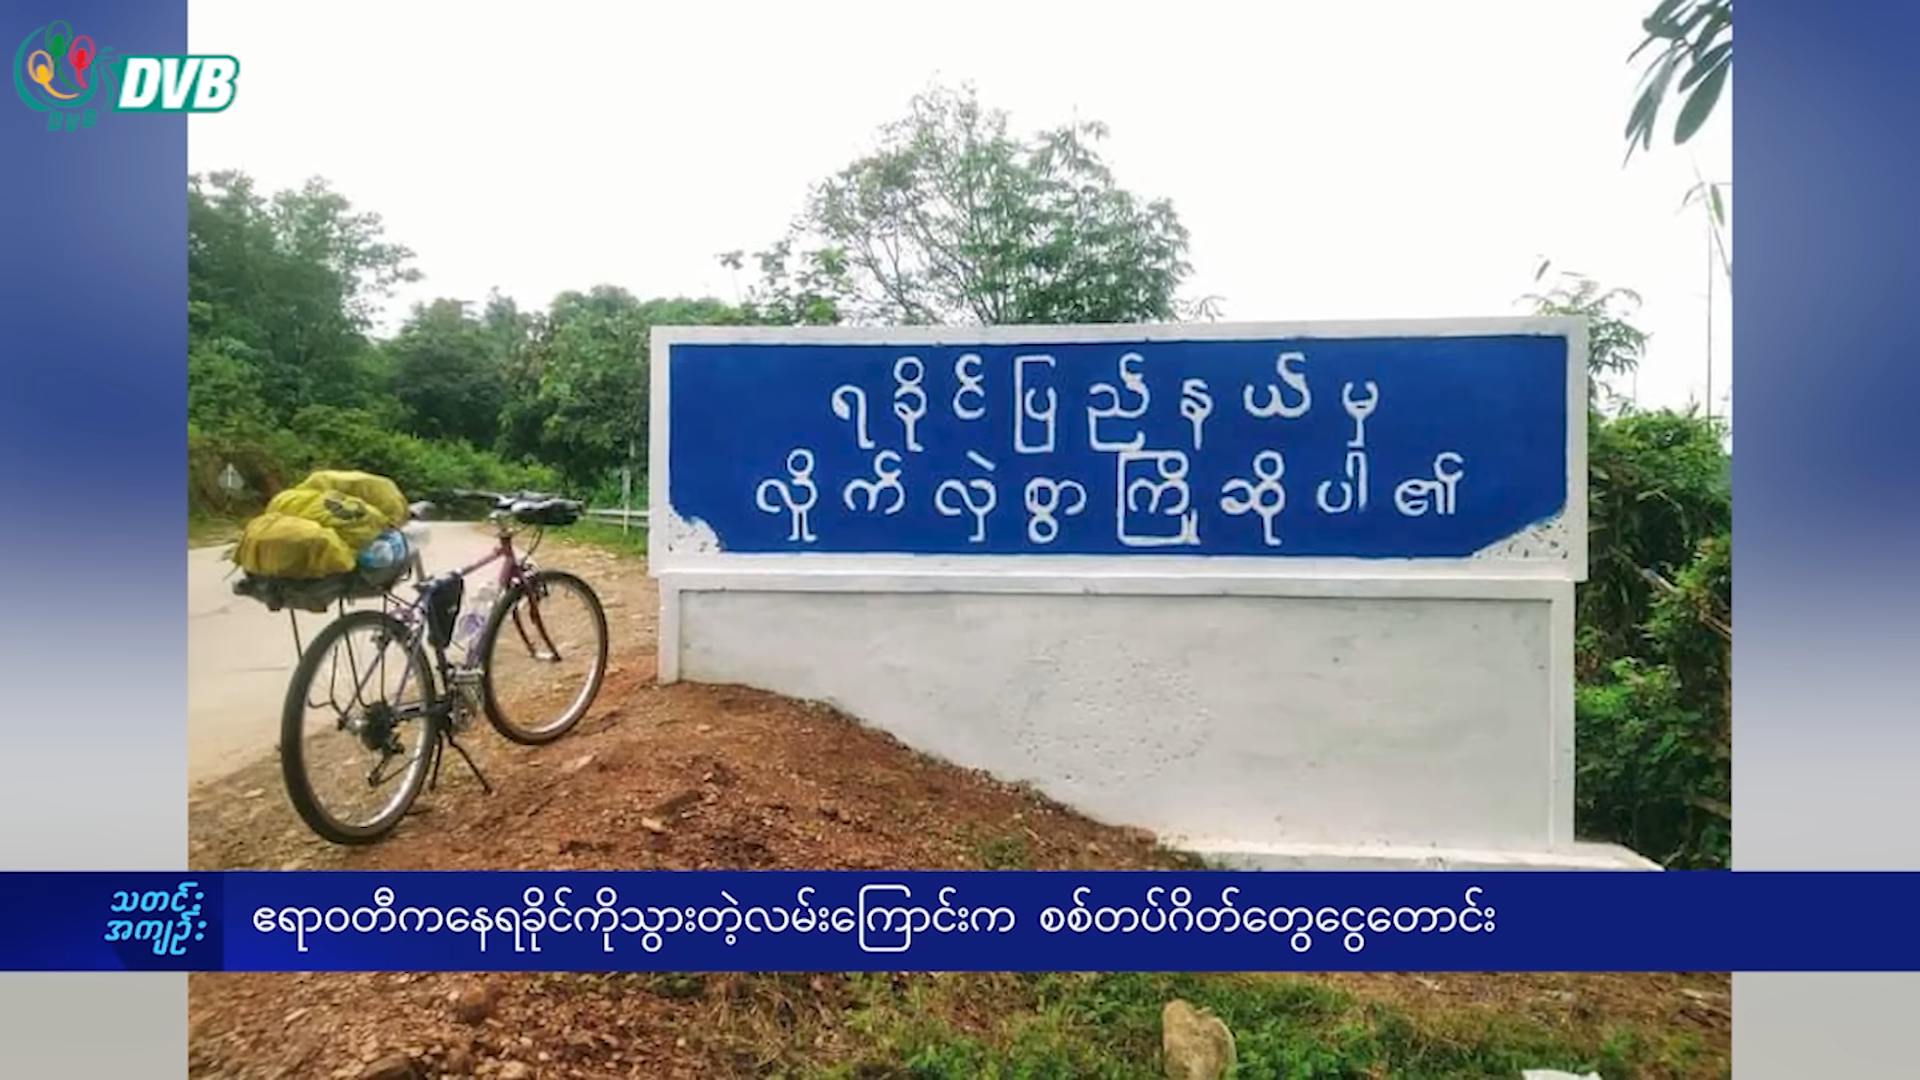 DVB
DVB
ရခိုင်ပြည်နယ်မှ
လှိုက်လှဲစွာကြိုဆိုပါ၏
သတင်း
အကျဉ်း
ဧရာဝတီကနေရခိုင်ကိုသွားတဲ့လမ်းကြောင်းက စစ်တပ်ဂိတ်တွေငွေတောင်း